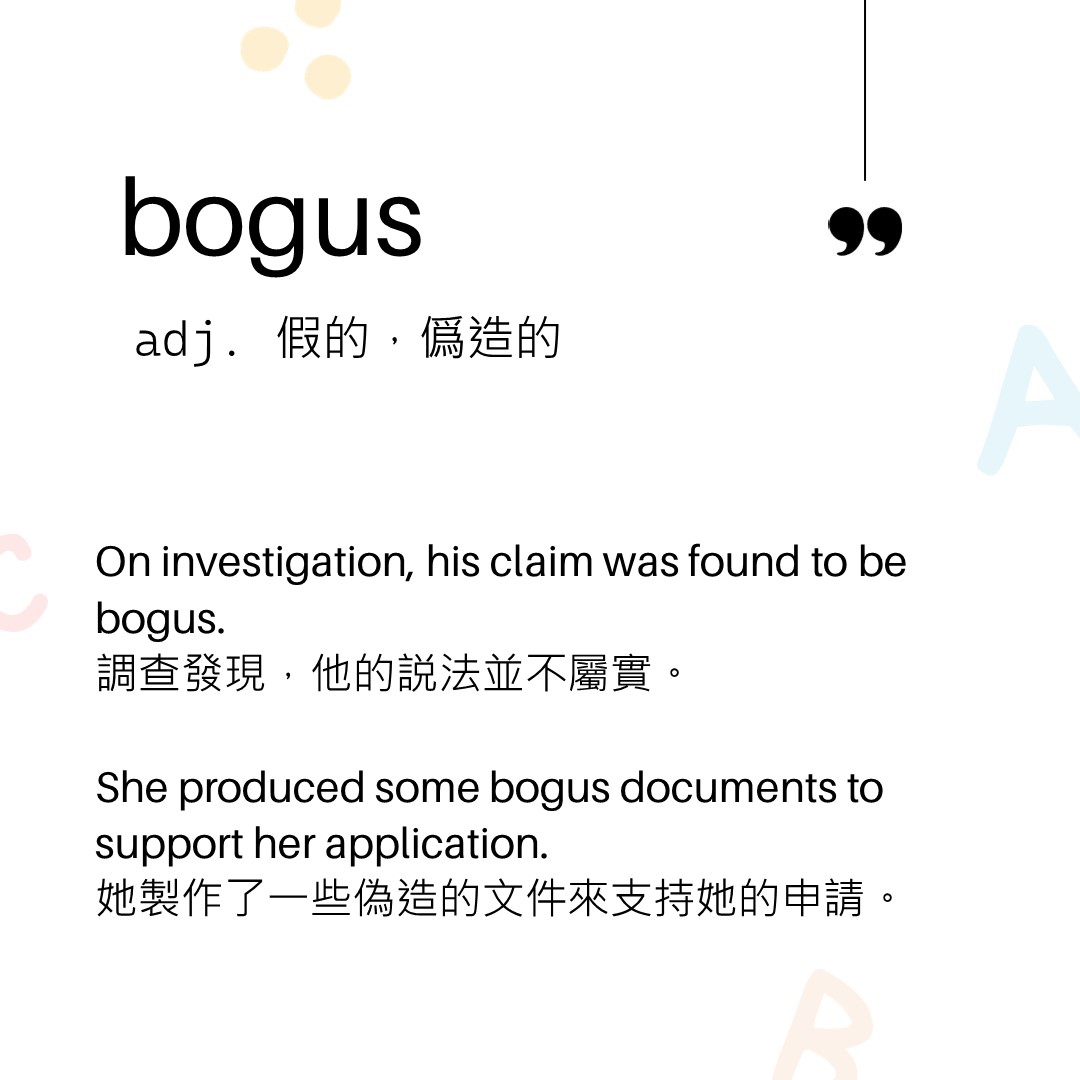 bogus
”
adj. 假的，僞造的
A
C
On investigation, his claim was found to be
bogus.
調查發現，他的説法並不屬實。
She produced some bogus documents to
support her application.
她製作了一些偽造的文件來支持她的申請。
B